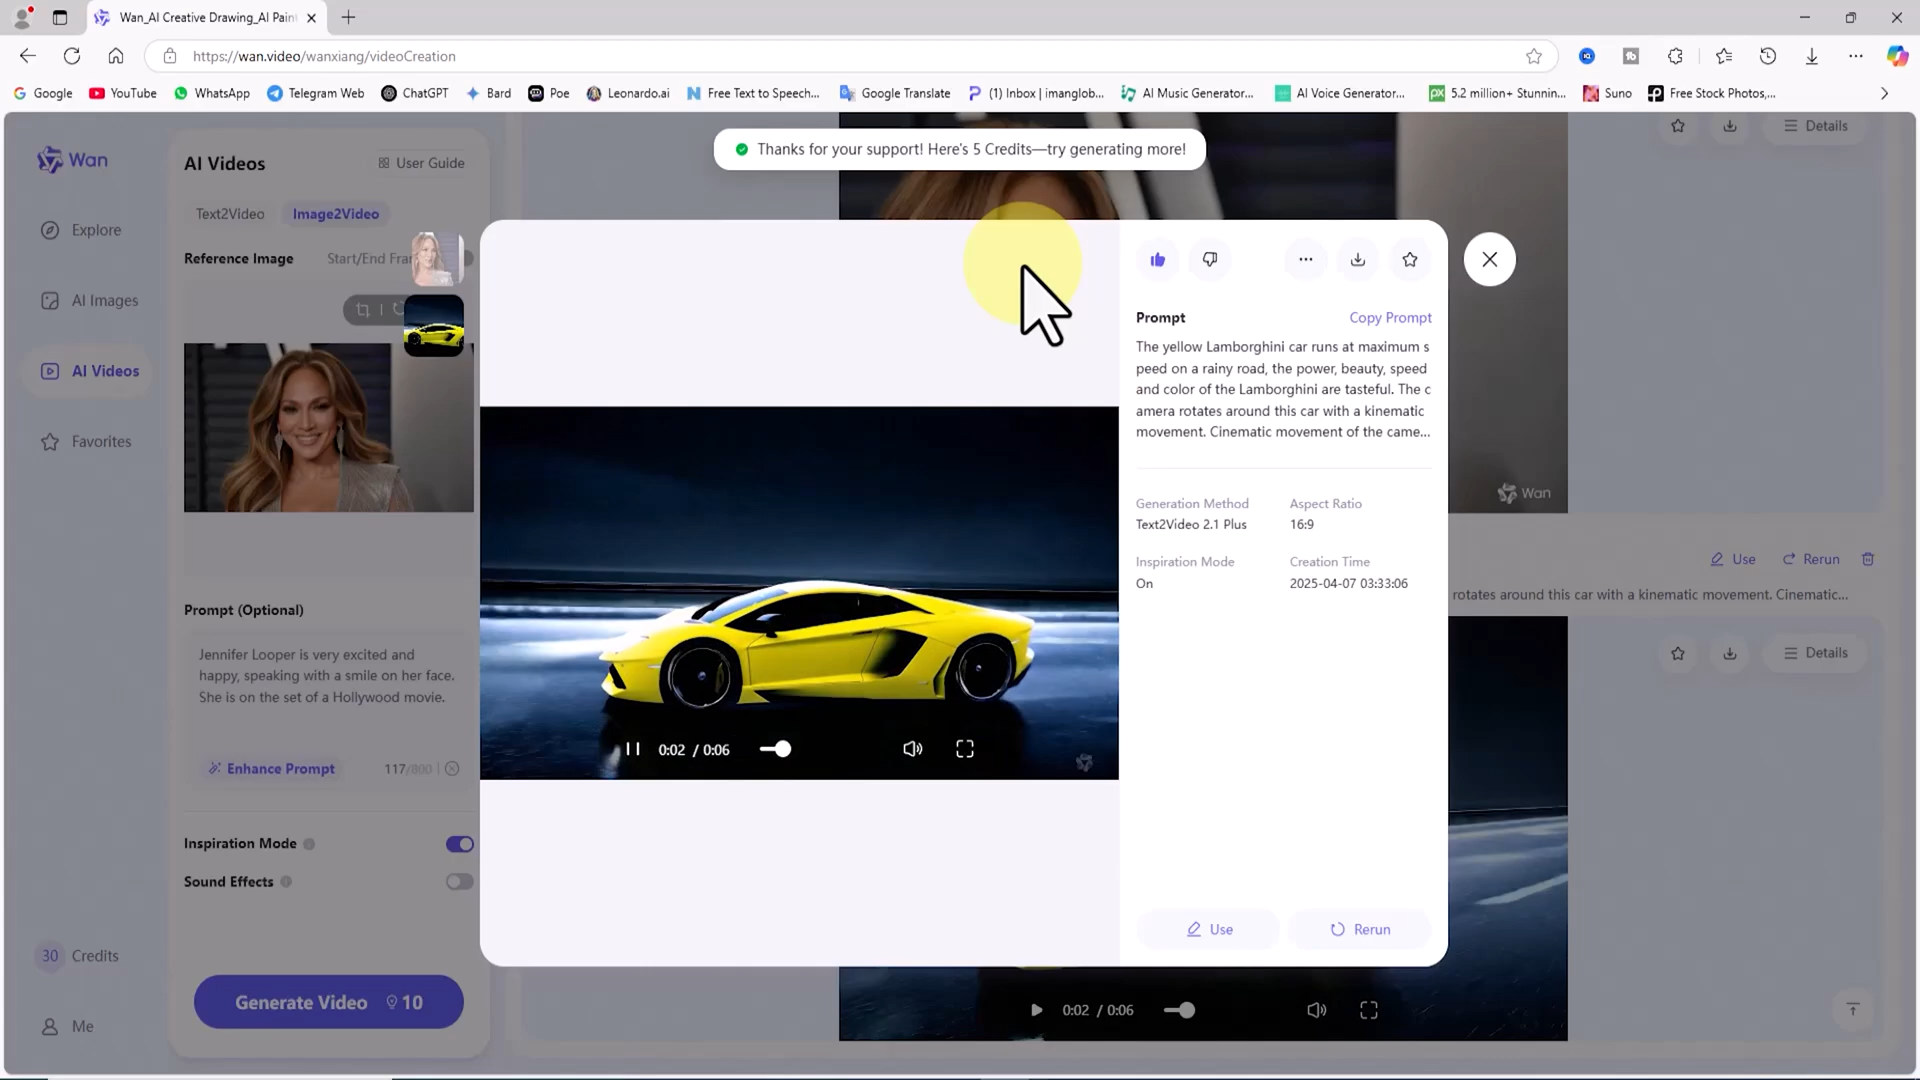 Wan_AI Creative Drawing_AI Pain
https://wan.video/wanxiang/videoCreation
Google
YouTube
WhatsApp
Telegram Web
ChatGPT
Bard
Poe
Leonardo.ai
Free Text to Speech...
Google Translate
(1) Inbox | imanglob...
AI Music Generator...
AI Voice Generator...
5.2 million+ Stunnin...
Suno
Free Stock Photos,...
Wan
Explore
AI Images
AI Videos
Favorites
30 Credits
Me
AI Videos
User Guide
Text2Video
Image2Video
Reference Image
Start/End Fra
Prompt (Optional)
Jennifer Looper is very excited and
happy, speaking with a smile on her face.
She is on the set of a Hollywood movie.
Enhance Prompt
117/800
Inspiration Mode
Sound Effects
Generate Video 10
Thanks for your support! Here's 5 Credits—try generating more!
0:02 / 0:06
Prompt
Copy Prompt
The yellow Lamborghini car runs at maximum s
peed on a rainy road, the power, beauty, speed
and color of the Lamborghini are tasteful. The c
amera rotates around this car with a kinematic
movement. Cinematic movement of the came...
Generation Method
Text2Video 2.1 Plus
Aspect Ratio
16:9
Inspiration Mode
On
Creation Time
2025-04-07 03:33:06
Use
Rerun
Details
Wan
Use
Rerun
rotates around this car with a kinematic movement. Cinematic...
Details
0:02 / 0:06